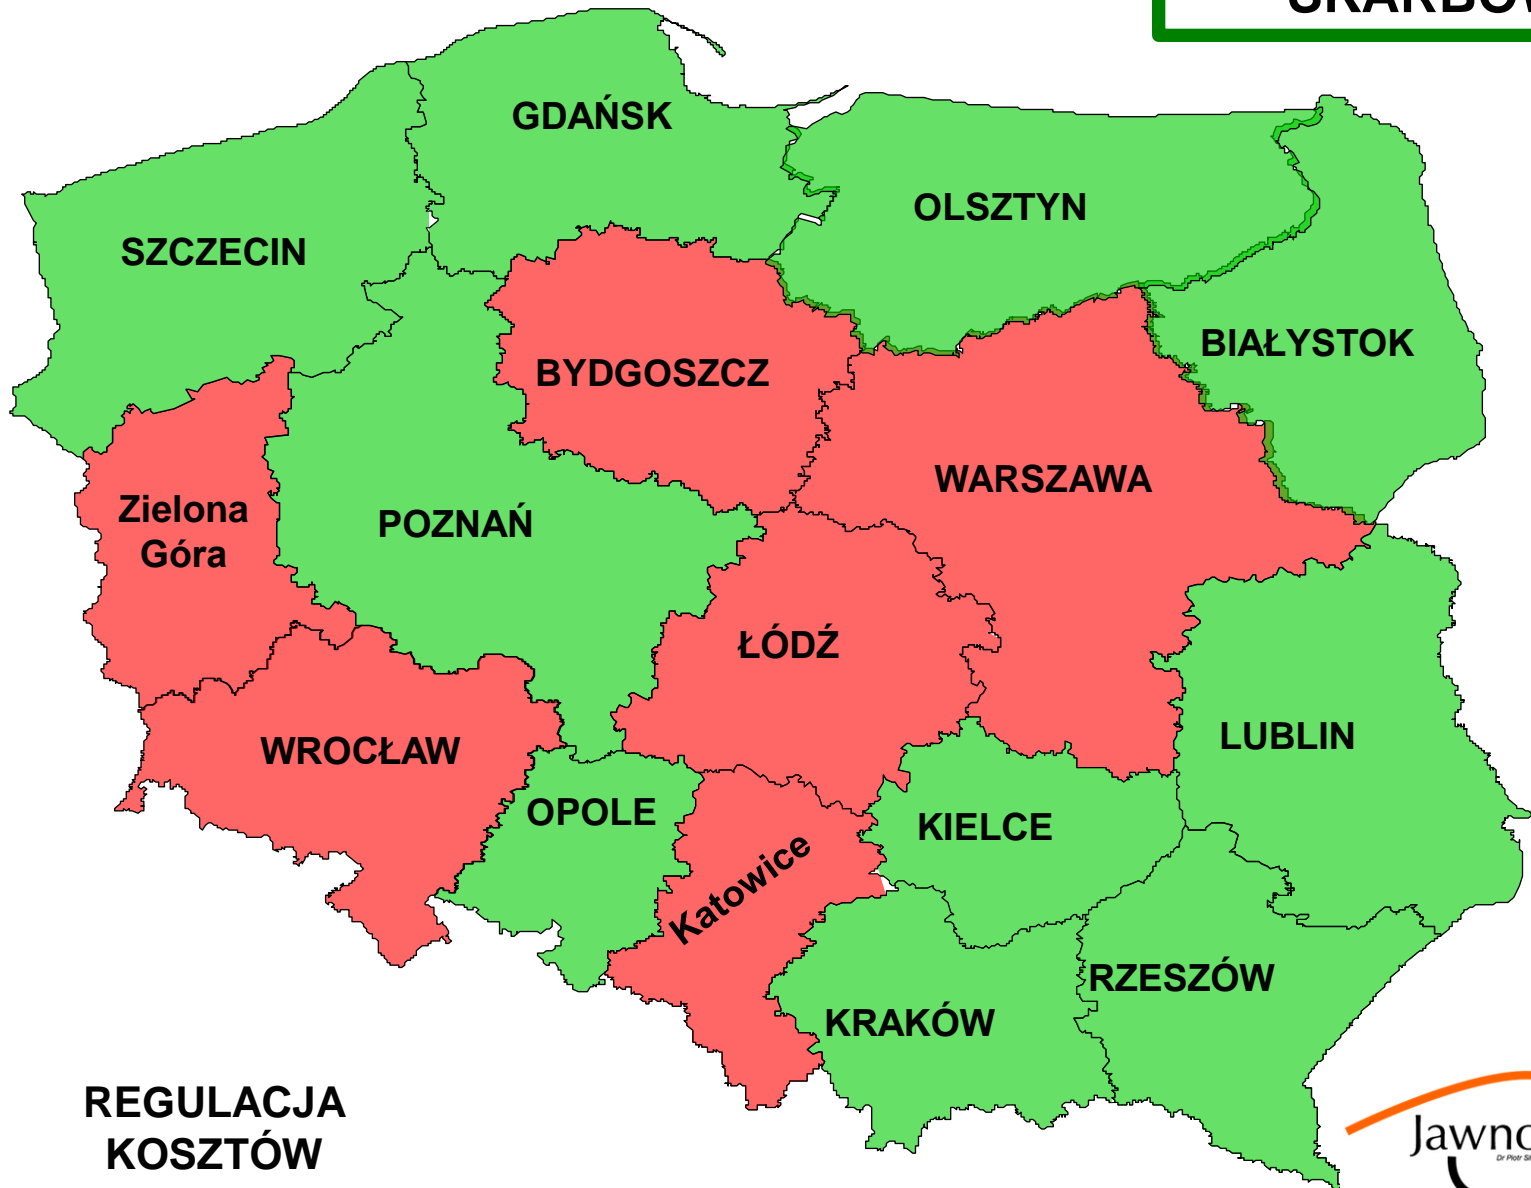 GDAŃSK
OLSZTYN
SZCZECIN
BIAŁYSTOK
BYDGOSZCZ
WARSZAWA
Zielona
Góra
POZNAŃ
ŁÓDŹ
LUBLIN
WROCŁAW
OPOLE
KIELCE
Katowice
RZESZÓW
KRAKÓW
REGULACJA
KOSZTÓW